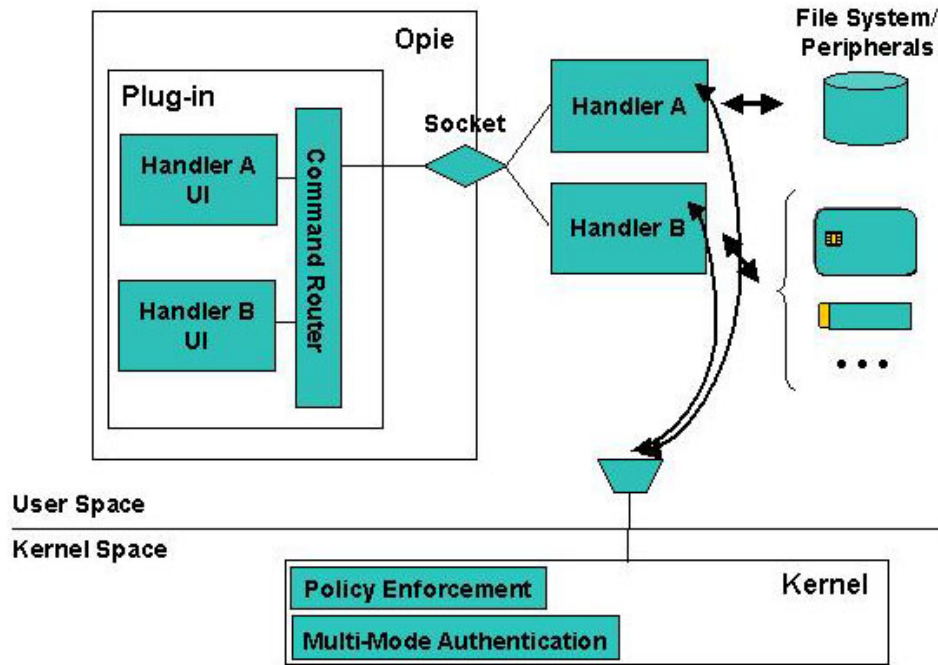 Opie
Plug-in
Handler A
UI
Handler B
UI
Command Router
Socket
Handler A
Handler B
File System/
Peripherals
User Space
Kernel Space
Kernel
Policy Enforcement
Multi-Mode Authentication